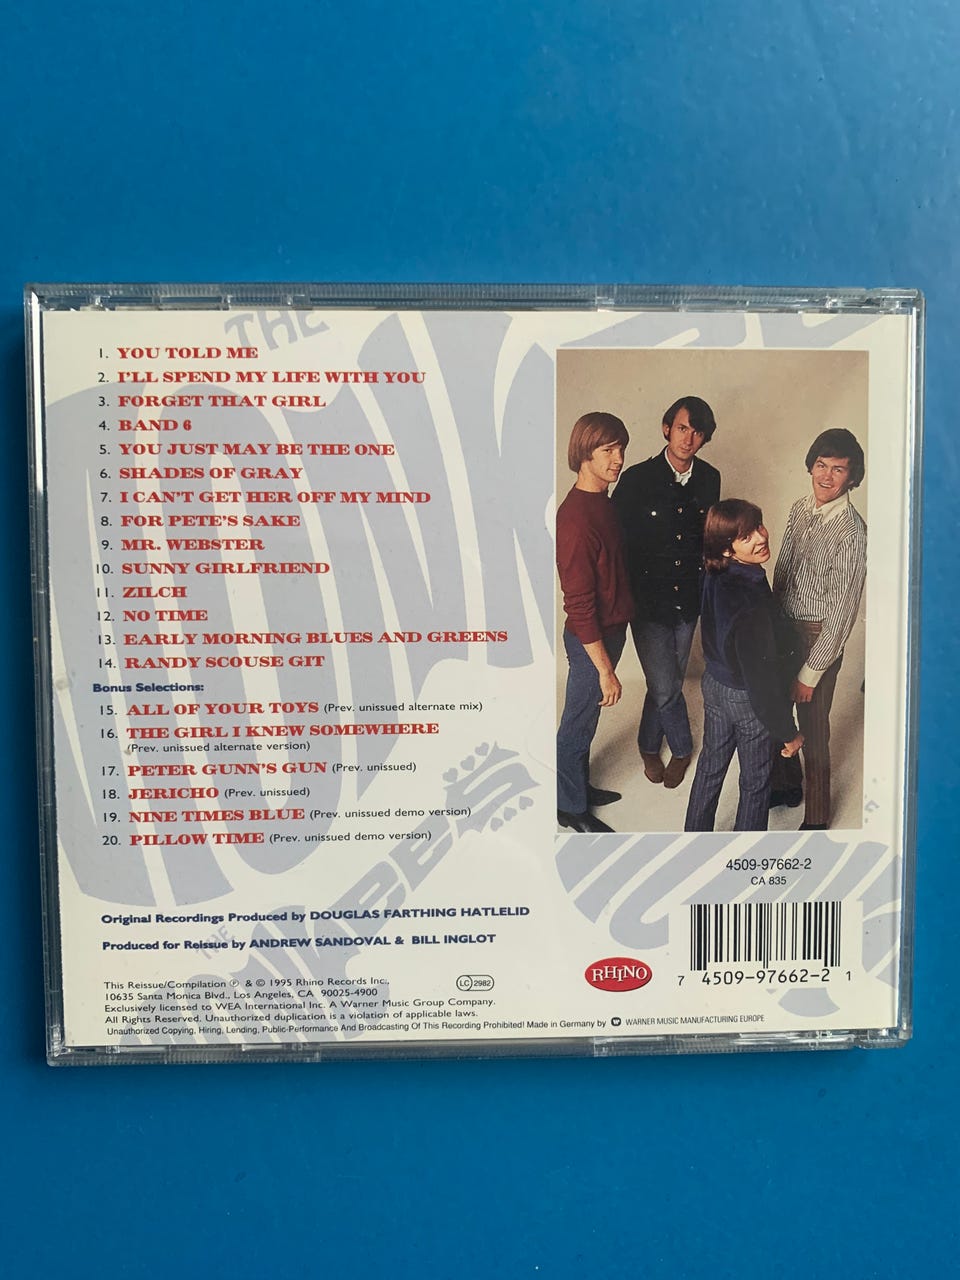 THE
1. YOU TOLD ME
2. I'LL SPEND MY LIFE WITH YOU
3. FORGET THAT GIRL
4. BAND 6
5. YOU JUST MAY BE THE ONE
6. SHADES OF GRAY
7. I CAN'T GET HER OFF MY MIND
8. FOR PETE'S SAKE
9. MR. WEBSTER
10. SUNNY GIRLFRIEND
11. ZILCH
12. NO TIME
13. EARLY MORNING BLUES AND GREENS
14. RANDY SCOUSE GIT
Bonus Selections:
15. ALL OF YOUR TOYS (Prev. unissued alternate mix)
16. THE GIRL I KNEW SOMEWHERE
(Prev. unissued alternate version)
17. PETER GUNN'S GUN (Prev. unissued)
18. JERICHO (Prev. unissued)
19. NINE TIMES BLUE (Prev. unissued demo version)
20. PILLOW TIME (Prev. unissued demo version)
4509-97662-2
CA 835
Original Recordings Produced by DOUGLAS FARTHING HATLELID
Produced for Reissue by ANDREW SANDOVAL & BILL INGLOT
RHINO
7 4509-97662-2 1
This Reissue/Compilation ℗ & © 1995 Rhino Records Inc.,
LC 2982
10635 Santa Monica Blvd., Los Angeles, CA 90025-4900
Exclusively licensed to WEA International Inc. A Warner Music Group Company.
All Rights Reserved. Unauthorized duplication is a violation of applicable laws.
Unauthorized Copying, Hiring, Lending, Public-Performance And Broadcasting Of This Recording Prohibited! Made in Germany by WARNER MUSIC MANUFACTURING EUROPE